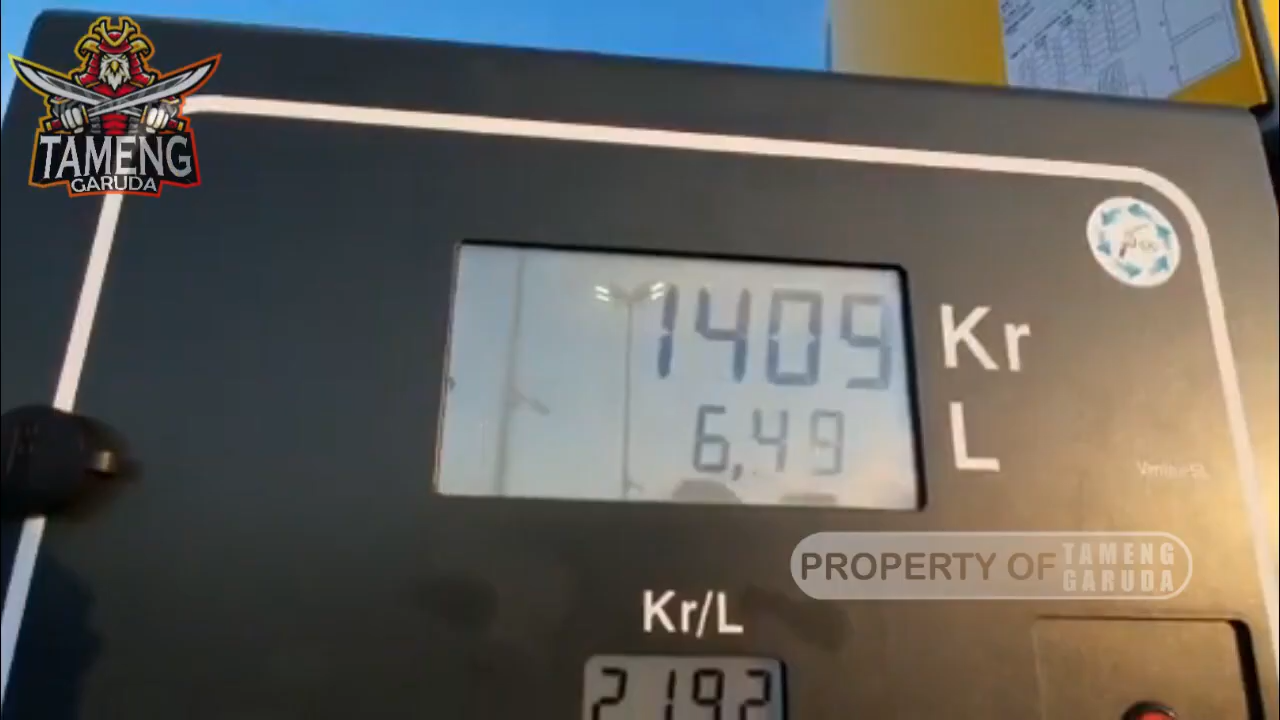 TAMENG
GARUDA
1409 Kr
6,49 L
PROPERTY OF TAMENG GARUDA
Kr/L
2192